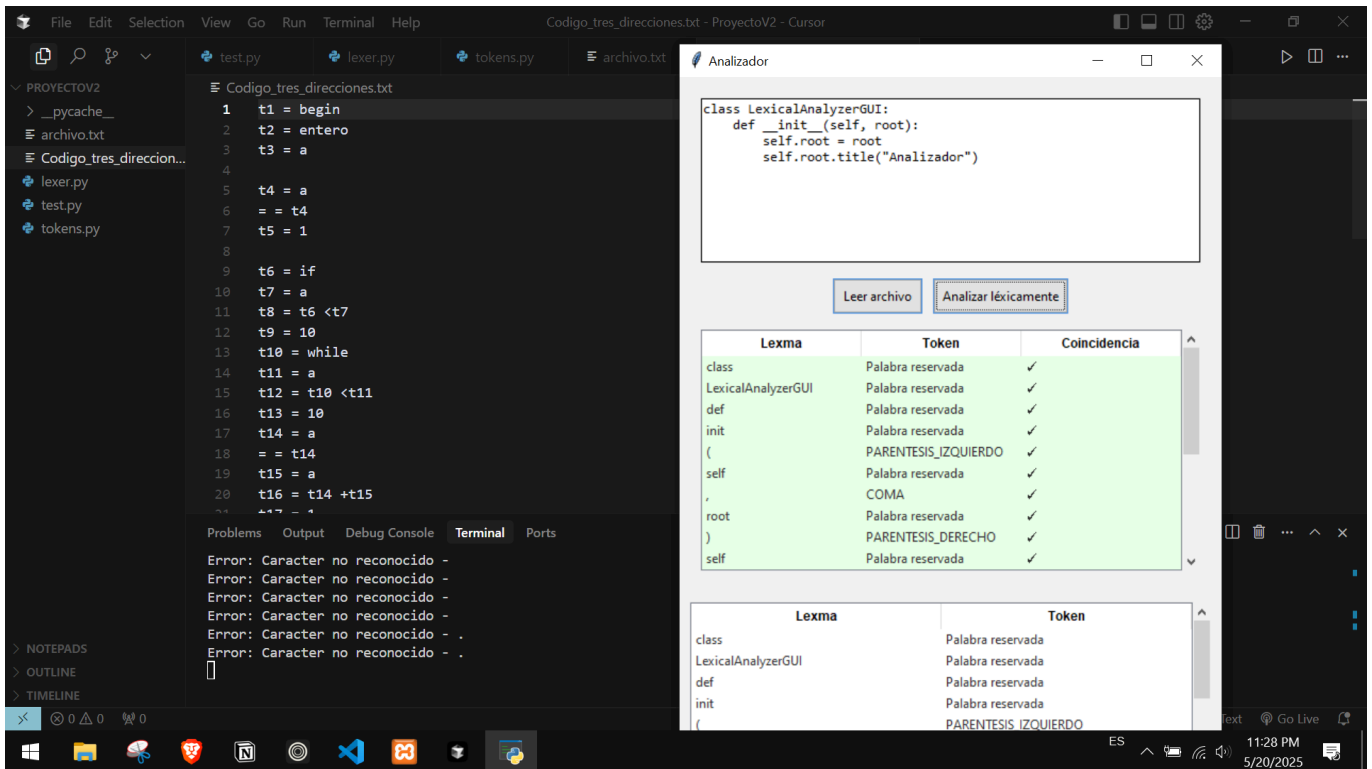 File Edit Selection View Go Run Terminal Help Codigo_tres_direcciones.txt - ProyectoV2 - Cursor
test.py lexer.py tokens.py archivo.txt
PROYECTOV2
__pycache__
archivo.txt
Codigo_tres_direccion...
lexer.py
test.py
tokens.py
NOTEPADS
OUTLINE
TIMELINE
Codigo_tres_direcciones.txt
1 t1 = begin
2 t2 = entero
3 t3 = a
4
5 t4 = a
6 = = t4
7 t5 = 1
8
9 t6 = if
10 t7 = a
11 t8 = t6 <t7
12 t9 = 10
13 t10 = while
14 t11 = a
15 t12 = t10 <t11
16 t13 = 10
17 t14 = a
18 = = t14
19 t15 = a
20 t16 = t14 +t15
21 t17 = 1
Problems Output Debug Console Terminal Ports
Error: Caracter no reconocido -
Error: Caracter no reconocido -
Error: Caracter no reconocido -
Error: Caracter no reconocido -
Error: Caracter no reconocido - .
Error: Caracter no reconocido - .
Analizador
class LexicalAnalyzerGUI:
def __init__(self, root):
self.root = root
self.root.title("Analizador")
Leer archivo Analizar léxicamente
Lexma Token Coincidencia
class Palabra reservada ✓
LexicalAnalyzerGUI Palabra reservada ✓
def Palabra reservada ✓
init Palabra reservada ✓
( PARENTESIS_IZQUIERDO ✓
self Palabra reservada ✓
, COMA ✓
root Palabra reservada ✓
) PARENTESIS_DERECHO ✓
self Palabra reservada ✓
Lexma Token
class Palabra reservada
LexicalAnalyzerGUI Palabra reservada
def Palabra reservada
init Palabra reservada
( PARENTESIS_IZQUIERDO
0 0 0 Text Go Live
ES 11:28 PM
5/20/2025